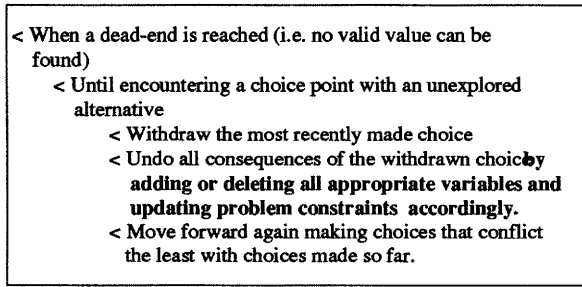 < When a dead-end is reached (i.e. no valid value can be
found)
< Until encountering a choice point with an unexplored
alternative
< Withdraw the most recently made choice
< Undo all consequences of the withdrawn choice by
adding or deleting all appropriate variables and
updating problem constraints accordingly.
< Move forward again making choices that conflict
the least with choices made so far.